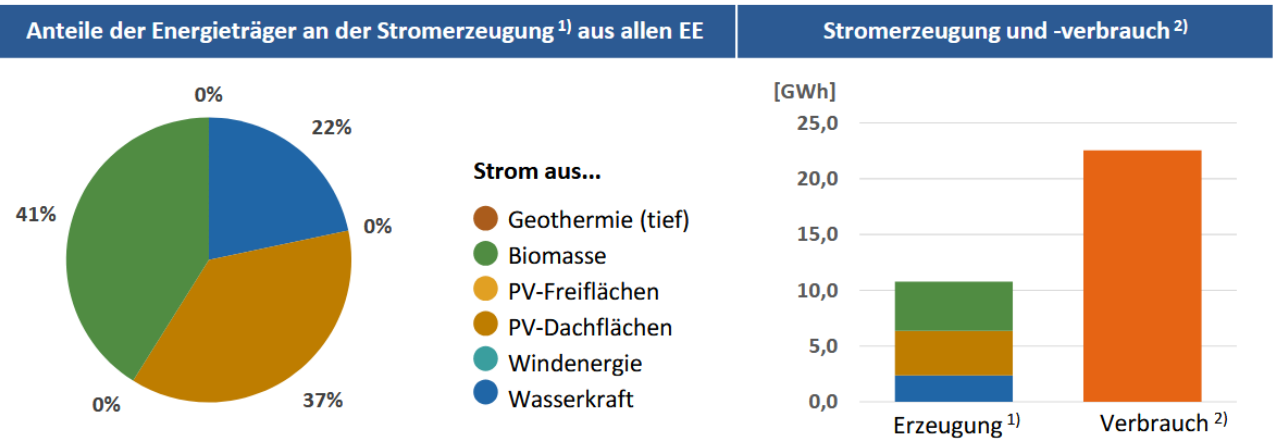 Anteile der Energieträger an der Stromerzeugung 1) aus allen EE
0%
22%
41%
0%
0%
37%
Strom aus...
Geothermie (tief)
Biomasse
PV-Freiflächen
PV-Dachflächen
Windenergie
Wasserkraft
Stromerzeugung und -verbrauch 2)
[GWh]
25,0
20,0
15,0
10,0
5,0
0,0
Erzeugung 1)
Verbrauch 2)